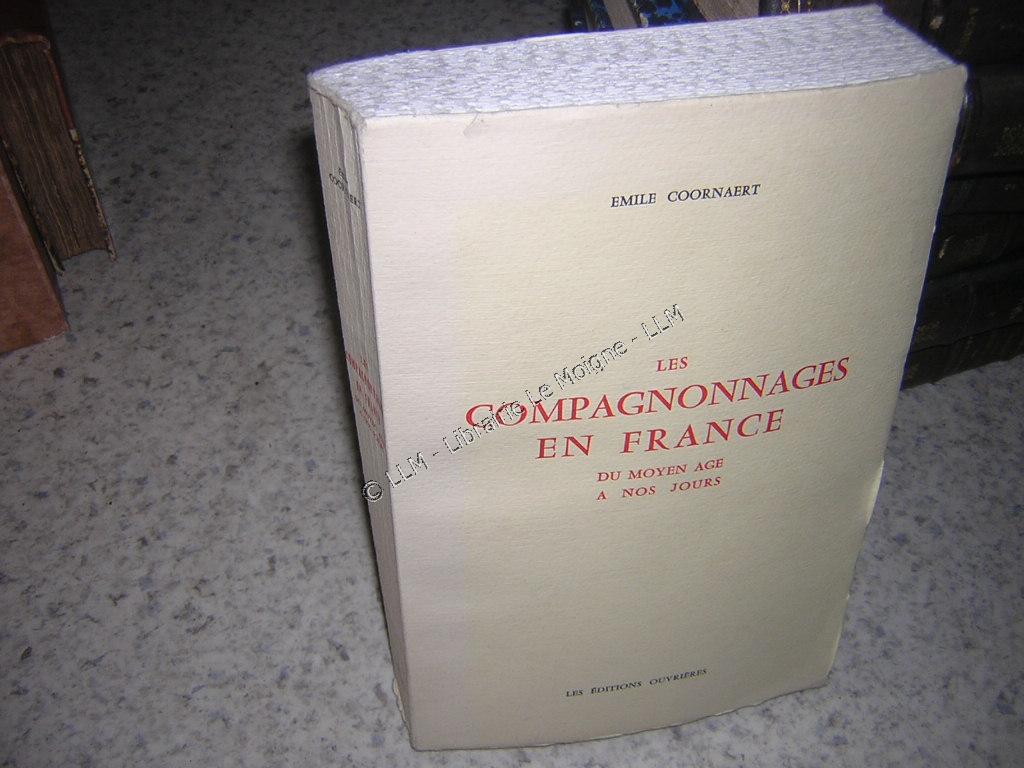 EMILE COORNAERT
LES
COMPAGNONNAGES
EN FRANCE
DU MOYEN AGE
A NOS JOURS
LES ÉDITIONS OUVRIÈRES
© LLM - Librairie Le Moigne - LLM